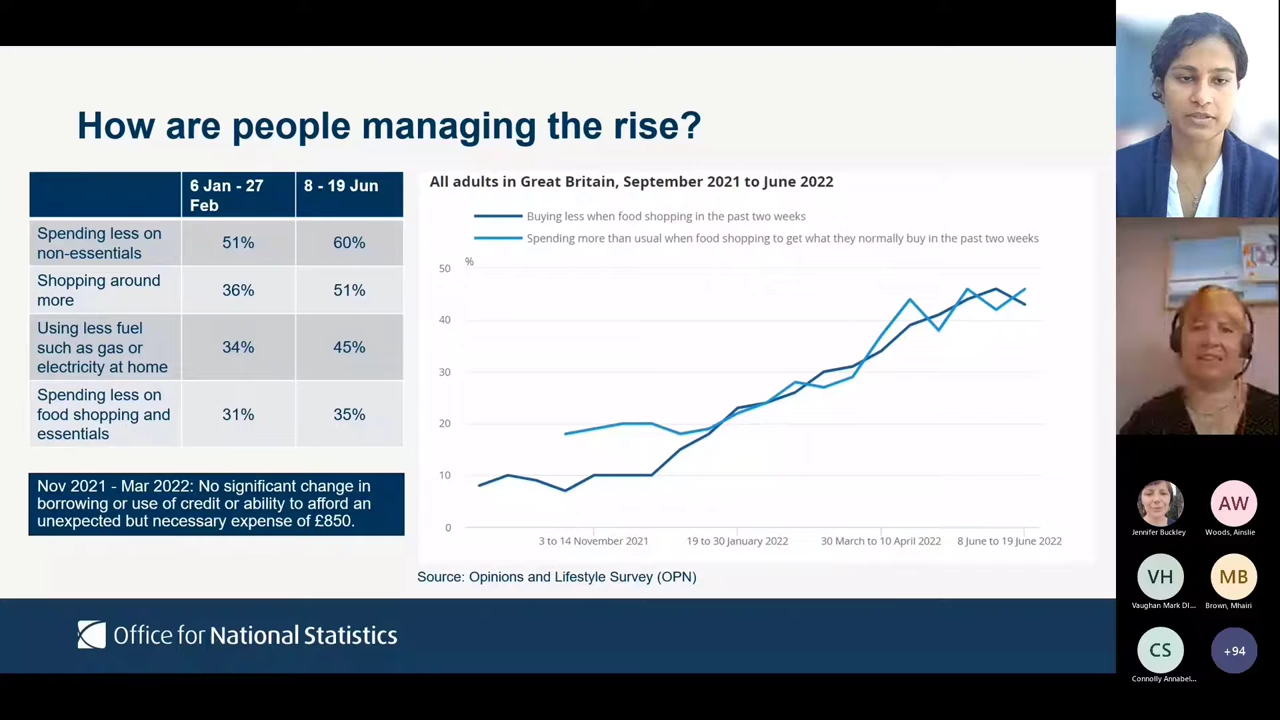 How are people managing the rise?
6 Jan - 27
Feb
8 - 19 Jun
Spending less on
non-essentials
51%
60%
Shopping around
more
36%
51%
Using less fuel
such as gas or
electricity at home
34%
45%
Spending less on
food shopping and
essentials
31%
35%
Nov 2021 - Mar 2022: No significant change in
borrowing or use of credit or ability to afford an
unexpected but necessary expense of £850.
All adults in Great Britain, September 2021 to June 2022
Buying less when food shopping in the past two weeks
Spending more than usual when food shopping to get what they normally buy in the past two weeks
%
50
40
30
20
10
0
3 to 14 November 2021
19 to 30 January 2022
30 March to 10 April 2022
8 June to 19 June 2022
Source: Opinions and Lifestyle Survey (OPN)
Office for National Statistics
Jennifer Buckley
AW
Woods, Ainslie
VH
Vaughan Mark DI...
MB
Brown, Mhairi
CS
Connolly Annabel...
+94